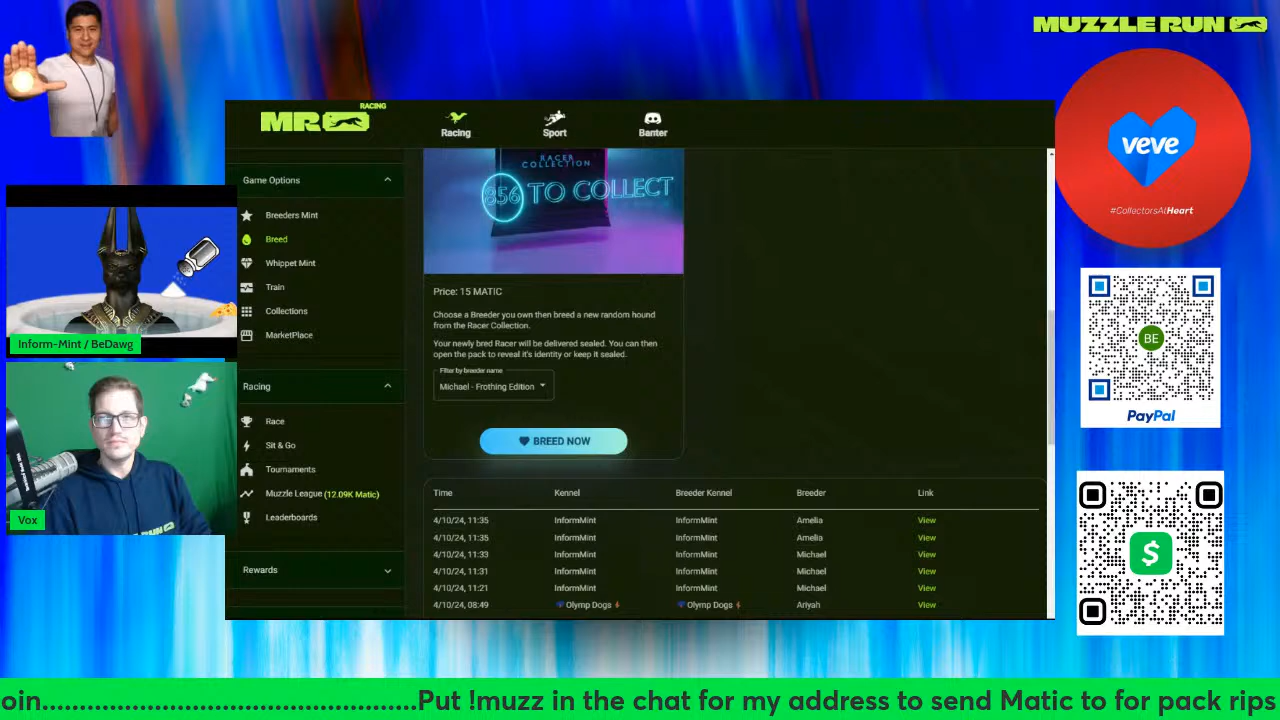 MUZZLE RUN
MR
RACING
Racing
Sport
Banter
Game Options
Breeders Mint
Breed
Whippet Mint
Train
Collections
MarketPlace
Racing
Race
Sit & Go
Tournaments
Muzzle League (12.09K Matic)
Leaderboards
Rewards
RACER
COLLECTION
856 TO COLLECT
Price: 15 MATIC
Choose a Breeder you own then breed a new random hound
from the Racer Collection.
Your newly bred Racer will be delivered sealed. You can then
open the pack to reveal it's identity or keep it sealed.
Filter by breeder name
Michael - Frothing Edition
BREED NOW
Time Kennel Breeder Kennel Breeder Link
4/10/24, 11:35 InformMint InformMint Amelia View
4/10/24, 11:35 InformMint InformMint Amelia View
4/10/24, 11:33 InformMint InformMint Michael View
4/10/24, 11:31 InformMint InformMint Michael View
4/10/24, 11:21 InformMint InformMint Michael View
4/10/24, 08:49 Olymp Dogs Olymp Dogs Ariyah View
Inform-Mint / BeDawg
Vox
veve
#CollectorsAtHeart
BE
PayPal
$
oin..................................................Put !muzz in the chat for my address to send Matic to for pack rips